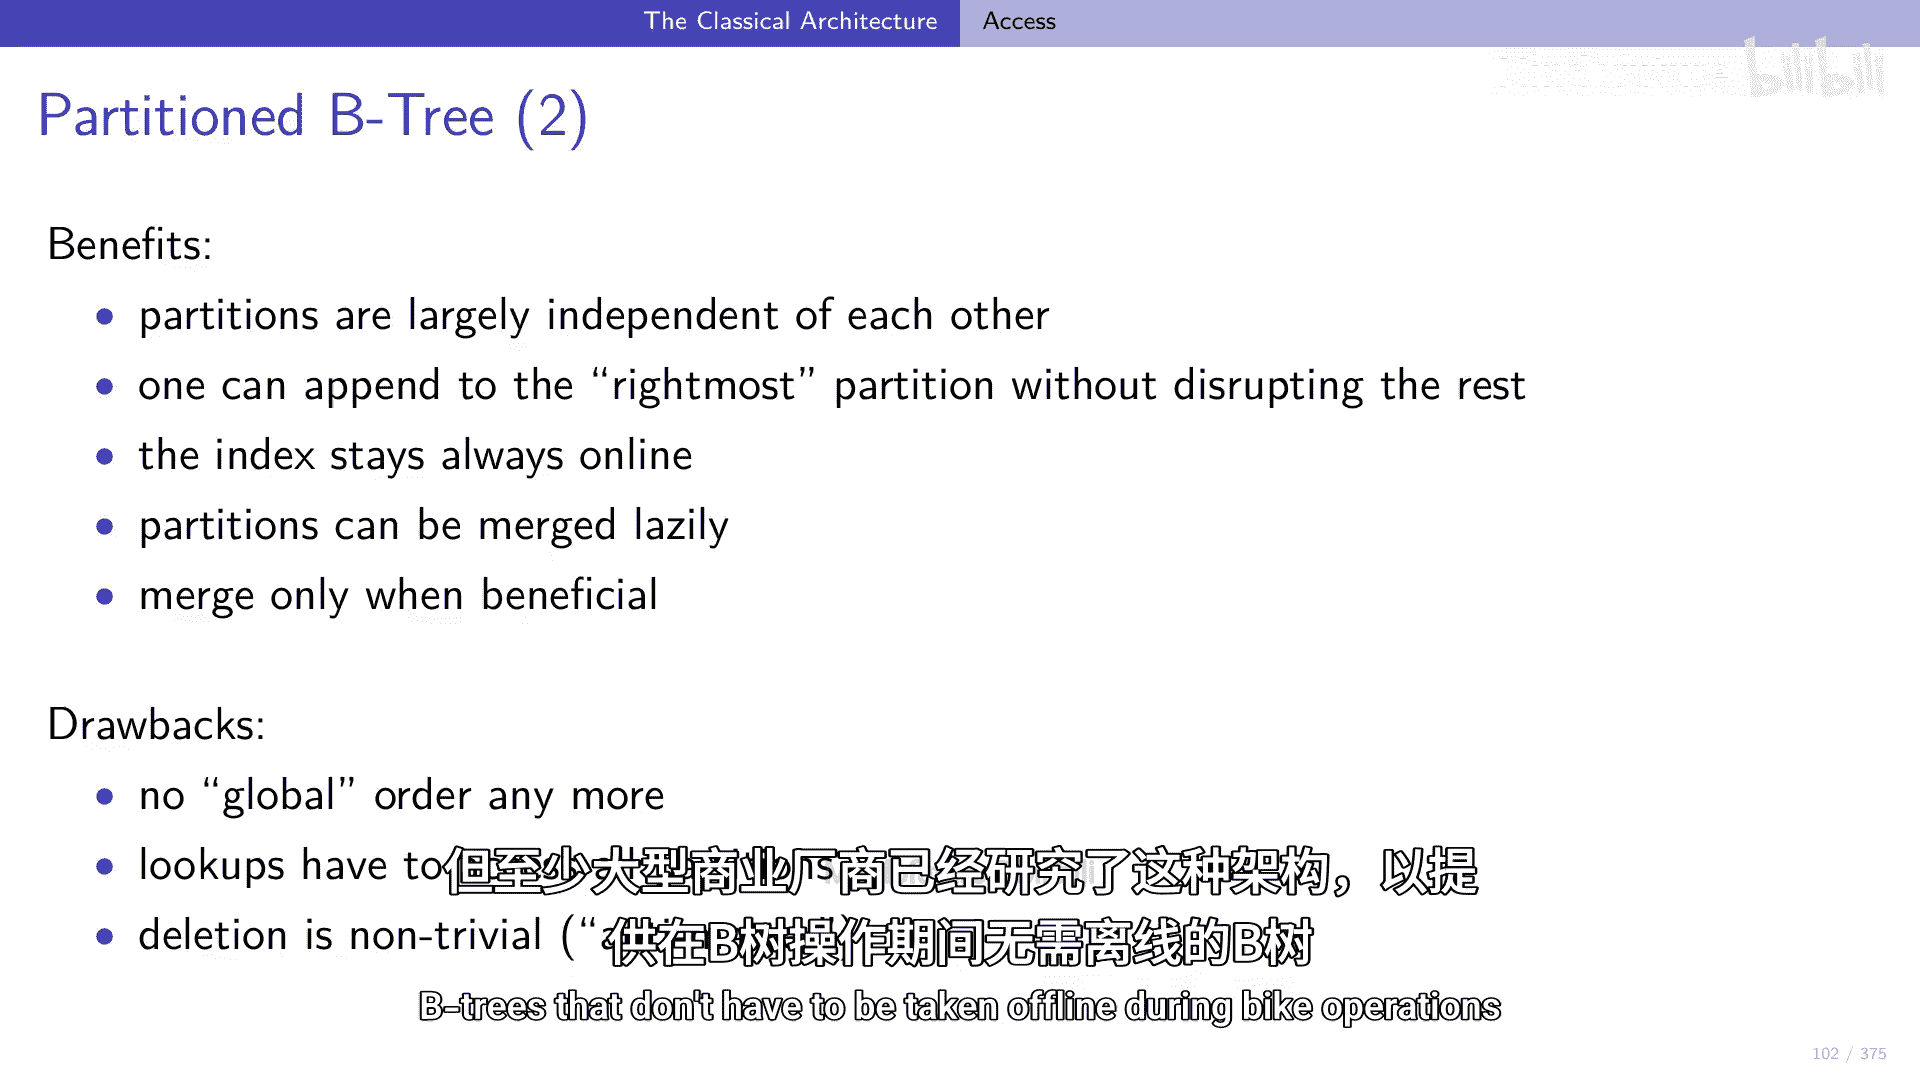 The Classical Architecture Access
bilibili
Partitioned B-Tree (2)
Benefits:
• partitions are largely independent of each other
• one can append to the “rightmost” partition without disrupting the rest
• the index stays always online
• partitions can be merged lazily
• merge only when beneficial
Drawbacks:
• no “global” order any more
• lookups have to
但至少大型商业厂商已经研究了这种架构，以提
• deletion is non-trivial (“
供在B树操作期间无需离线的B树
B-trees that don't have to be taken offline during bike operations
102 / 375